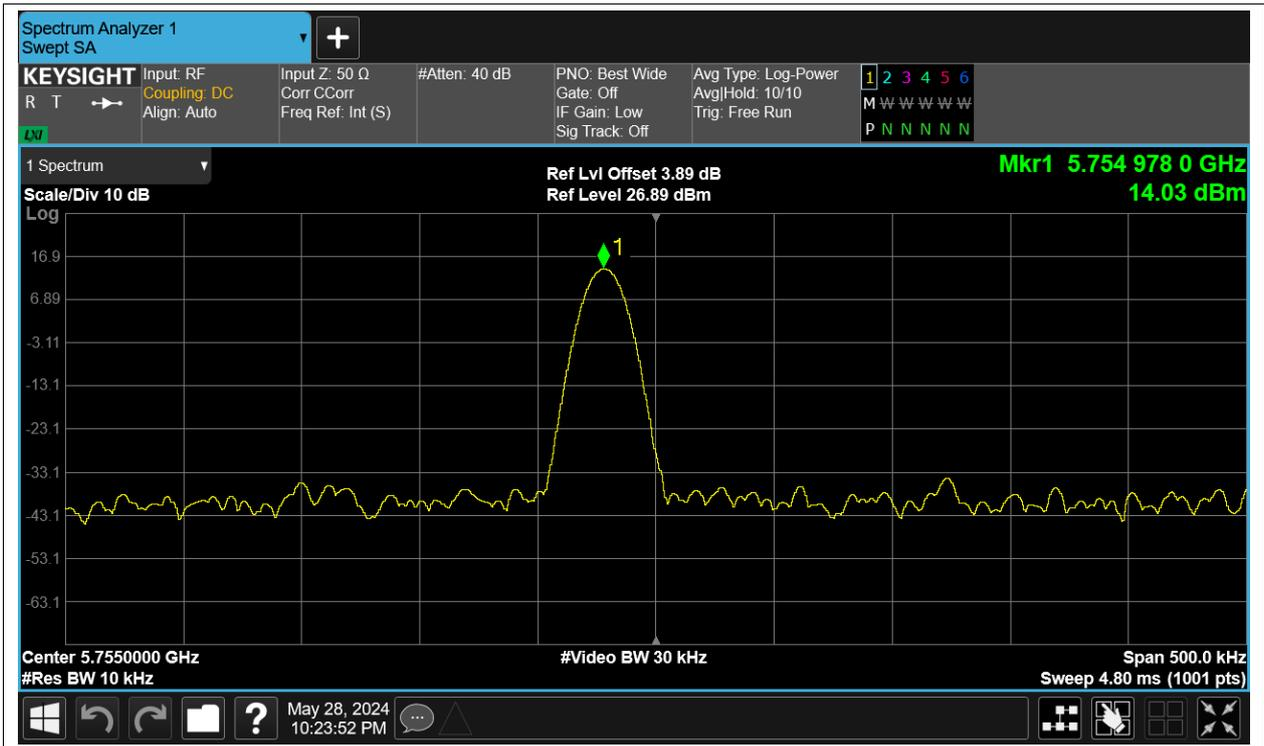 Spectrum Analyzer 1
Swept SA
+
KEYSIGHT
R T
LXI
Input: RF
Coupling: DC
Align: Auto
Input Z: 50 Ω
Corr CCorr
Freq Ref: Int (S)
#Atten: 40 dB
PNO: Best Wide
Gate: Off
IF Gain: Low
Sig Track: Off
Avg Type: Log-Power
Avg|Hold: 10/10
Trig: Free Run
1 2 3 4 5 6
M W W W W W
P N N N N N
1 Spectrum
Scale/Div 10 dB
Log
Ref Lvl Offset 3.89 dB
Ref Level 26.89 dBm
Mkr1 5.754 978 0 GHz
14.03 dBm
1
16.9
6.89
-3.11
-13.1
-23.1
-33.1
-43.1
-53.1
-63.1
Center 5.7550000 GHz
#Res BW 10 kHz
#Video BW 30 kHz
Span 500.0 kHz
Sweep 4.80 ms (1001 pts)
?
May 28, 2024
10:23:52 PM